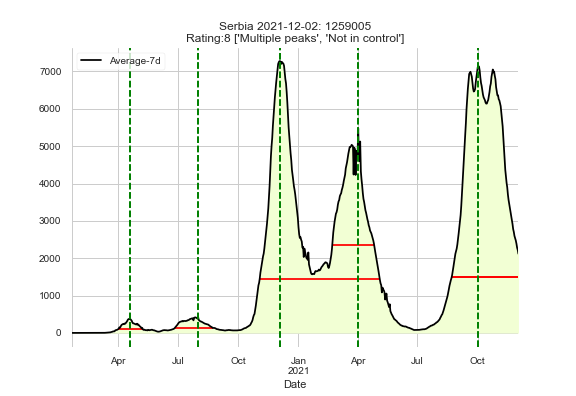 Serbia 2021-12-02: 1259005
Rating:8 ['Multiple peaks', 'Not in control']
Average-7d
7000
6000
5000
4000
3000
2000
1000
0
Apr Jul Oct Jan Apr Jul Oct
2021
Date